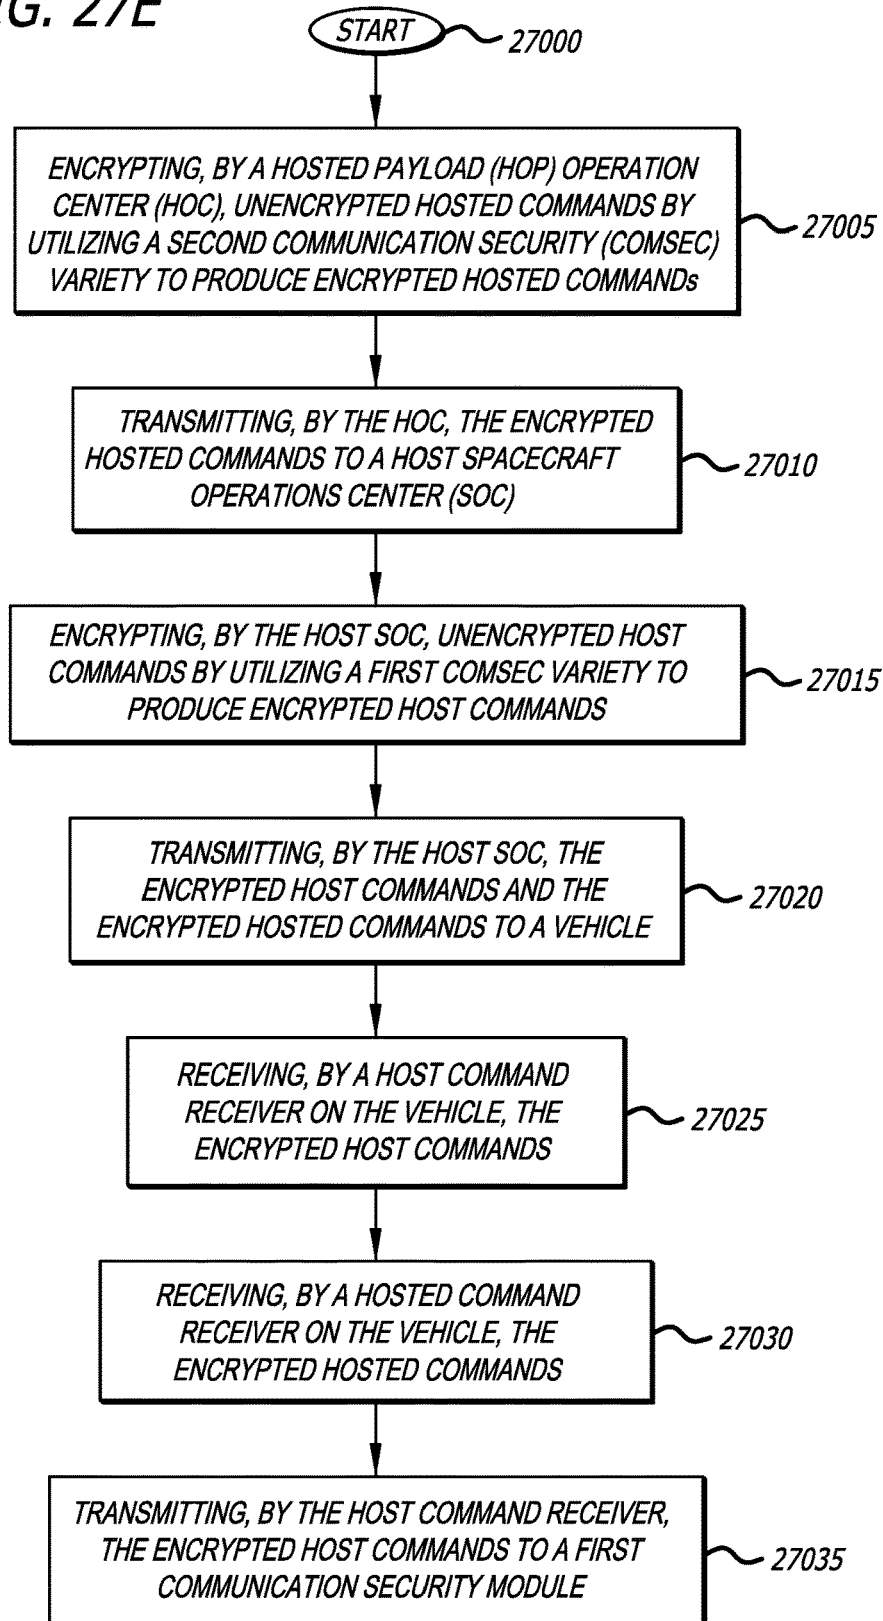 FIG. 27E
START
27000
ENCRYPTING, BY A HOSTED PAYLOAD (HOP) OPERATION
CENTER (HOC), UNENCRYPTED HOSTED COMMANDS BY
UTILIZING A SECOND COMMUNICATION SECURITY (COMSEC)
VARIETY TO PRODUCE ENCRYPTED HOSTED COMMANDs
27005
TRANSMITTING, BY THE HOC, THE ENCRYPTED
HOSTED COMMANDS TO A HOST SPACECRAFT
OPERATIONS CENTER (SOC)
27010
ENCRYPTING, BY THE HOST SOC, UNENCRYPTED HOST
COMMANDS BY UTILIZING A FIRST COMSEC VARIETY TO
PRODUCE ENCRYPTED HOST COMMANDS
27015
TRANSMITTING, BY THE HOST SOC, THE
ENCRYPTED HOST COMMANDS AND THE
ENCRYPTED HOSTED COMMANDS TO A VEHICLE
27020
RECEIVING, BY A HOST COMMAND
RECEIVER ON THE VEHICLE, THE
ENCRYPTED HOST COMMANDS
27025
RECEIVING, BY A HOSTED COMMAND
RECEIVER ON THE VEHICLE, THE
ENCRYPTED HOSTED COMMANDS
27030
TRANSMITTING, BY THE HOST COMMAND RECEIVER,
THE ENCRYPTED HOST COMMANDS TO A FIRST
COMMUNICATION SECURITY MODULE
27035